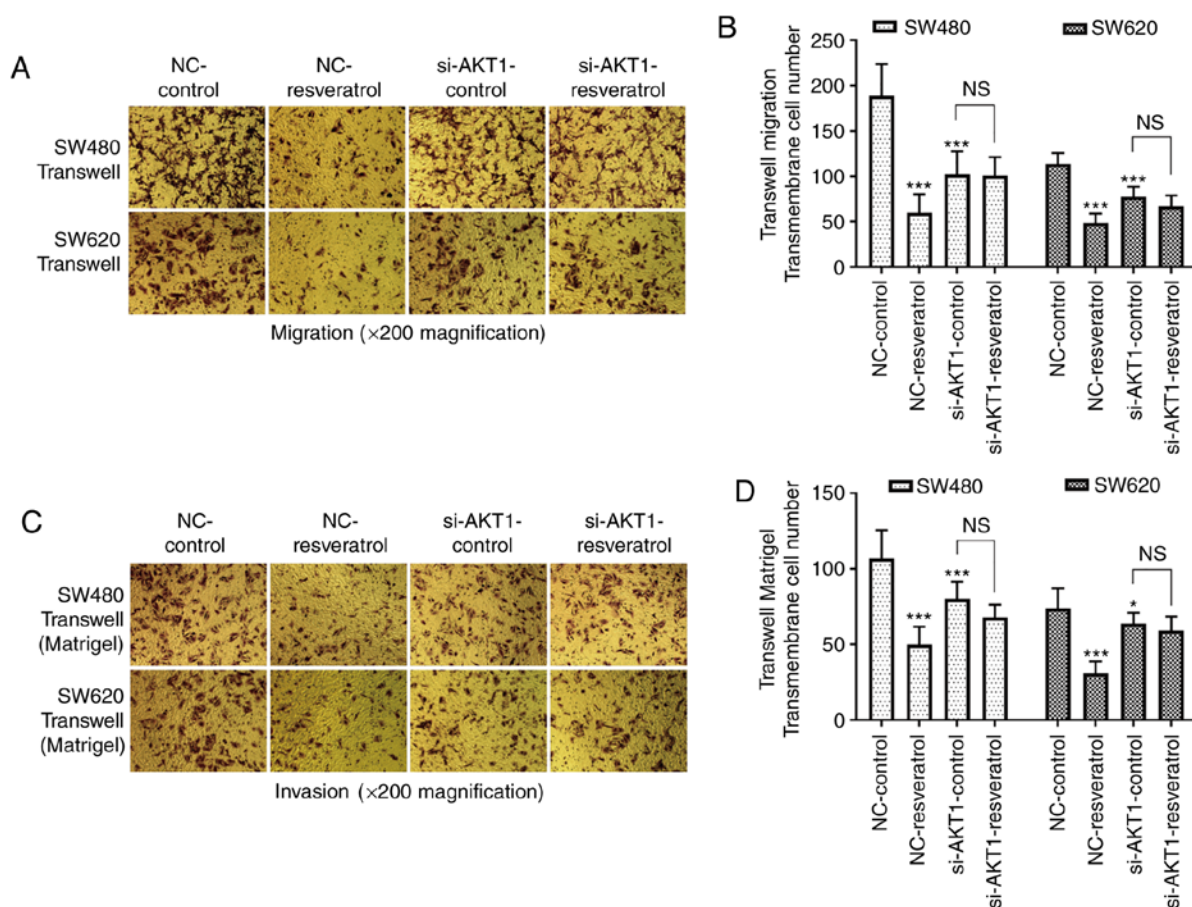 A
NC-
control
NC-
resveratrol
si-AKT1-
control
si-AKT1-
resveratrol
SW480
Transwell
SW620
Transwell
Migration (×200 magnification)
B
SW480
SW620
Transwell migration
Transmembrane cell number
250
200
150
100
50
0
***
***
NS
***
***
NS
NC-control
NC-resveratrol
si-AKT1-control
si-AKT1-resveratrol
NC-control
NC-resveratrol
si-AKT1-control
si-AKT1-resveratrol
C
NC-
control
NC-
resveratrol
si-AKT1-
control
si-AKT1-
resveratrol
SW480
Transwell
(Matrigel)
SW620
Transwell
(Matrigel)
Invasion (×200 magnification)
D
SW480
SW620
Transwell Matrigel
Transmembrane cell number
150
100
50
0
***
***
NS
***
*
NS
NC-control
NC-resveratrol
si-AKT1-control
si-AKT1-resveratrol
NC-control
NC-resveratrol
si-AKT1-control
si-AKT1-resveratrol